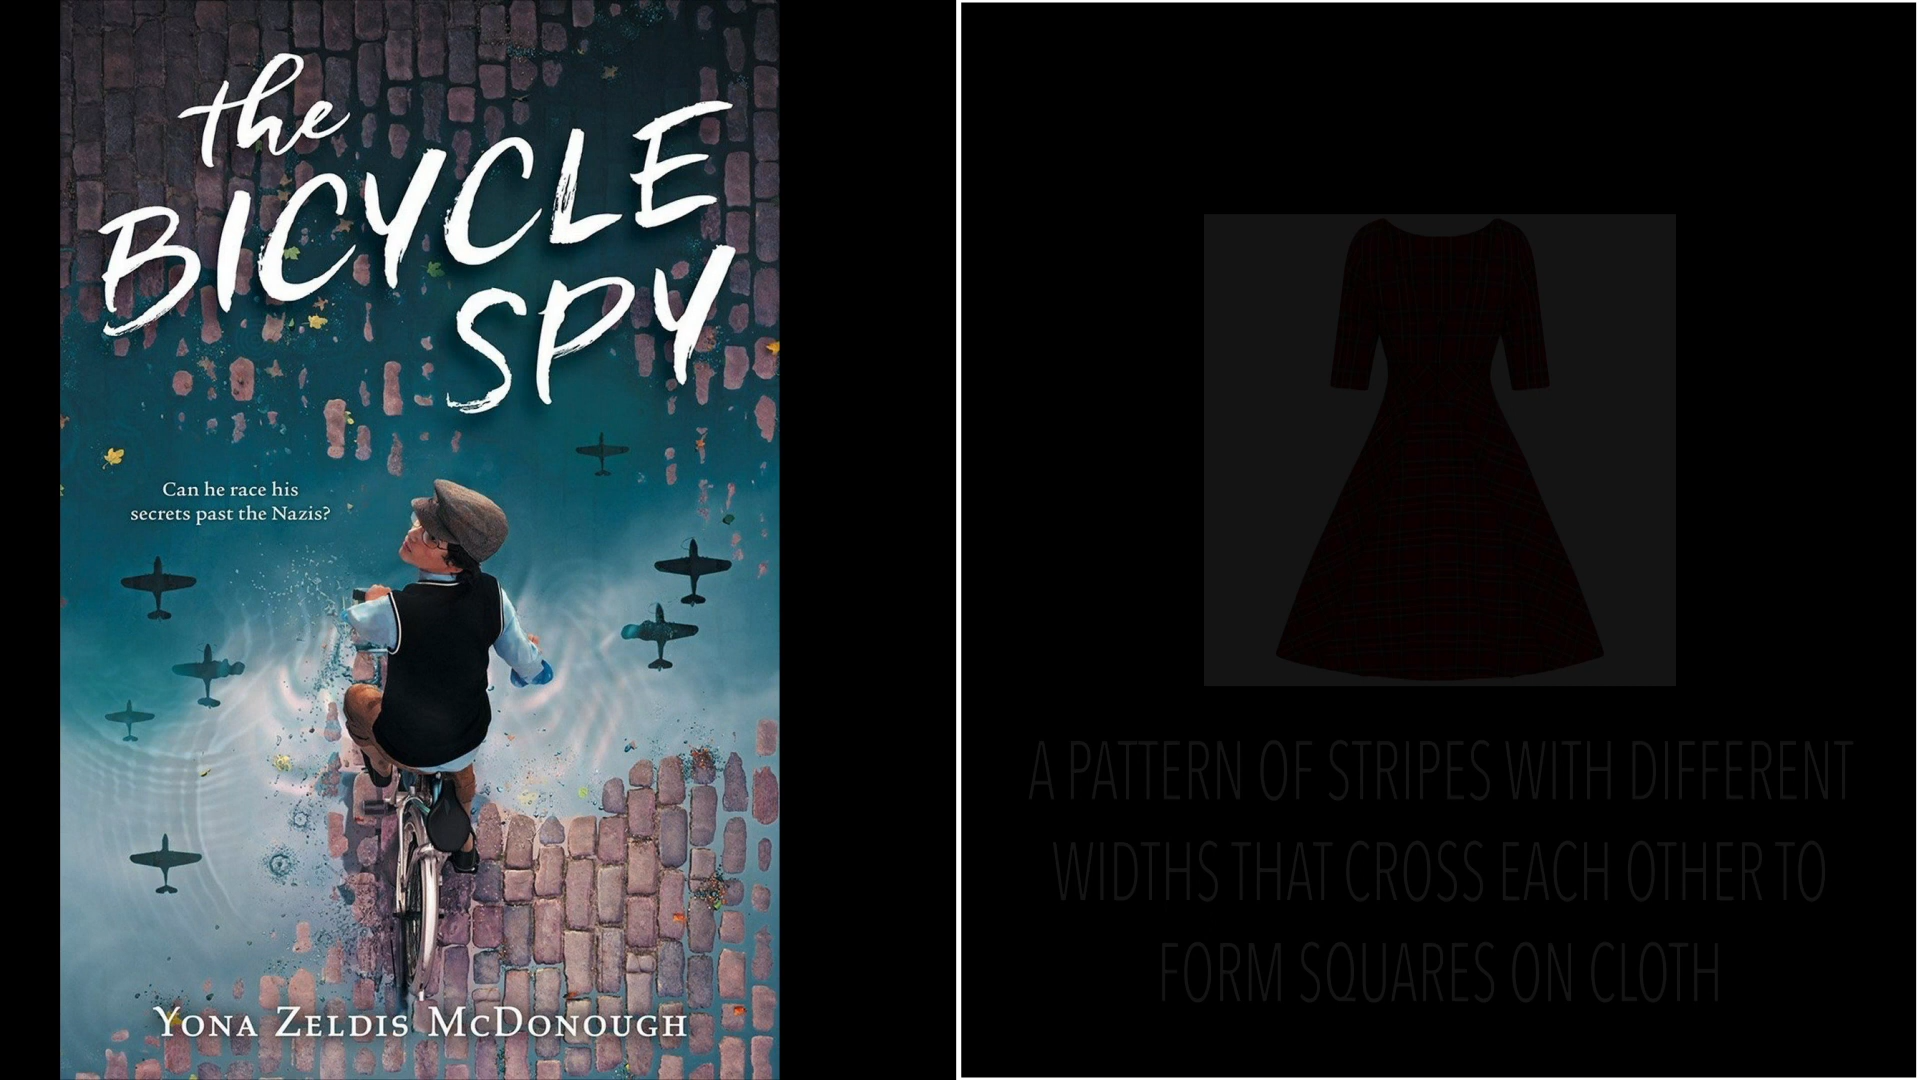 the
BICYCLE
SPY
Can he race his
secrets past the Nazis?
YONA ZELDIS MCDONOUGH
A PATTERN OF STRIPES WITH DIFFERENT
WIDTHS THAT CROSS EACH OTHER TO
FORM SQUARES ON CLOTH